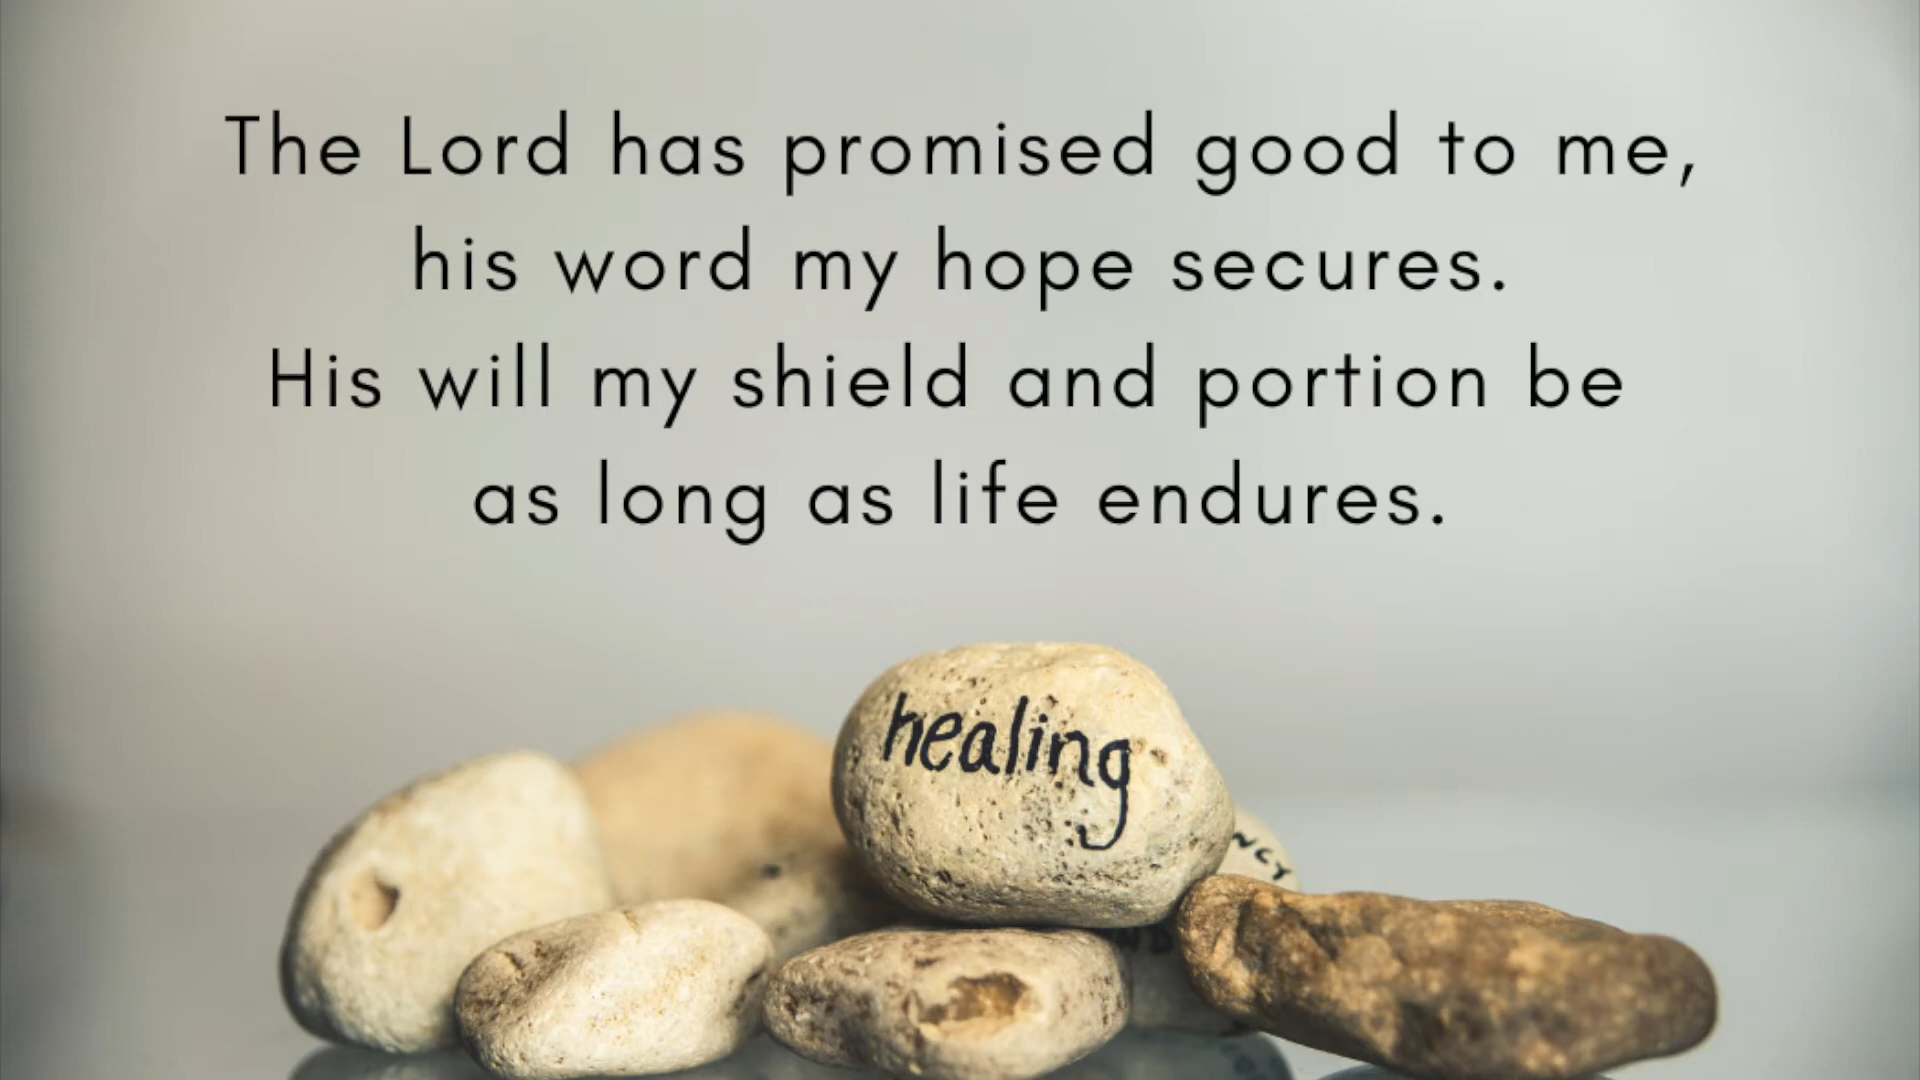 The Lord has promised good to me,
his word my hope secures.
His will my shield and portion be
as long as life endures.
healing